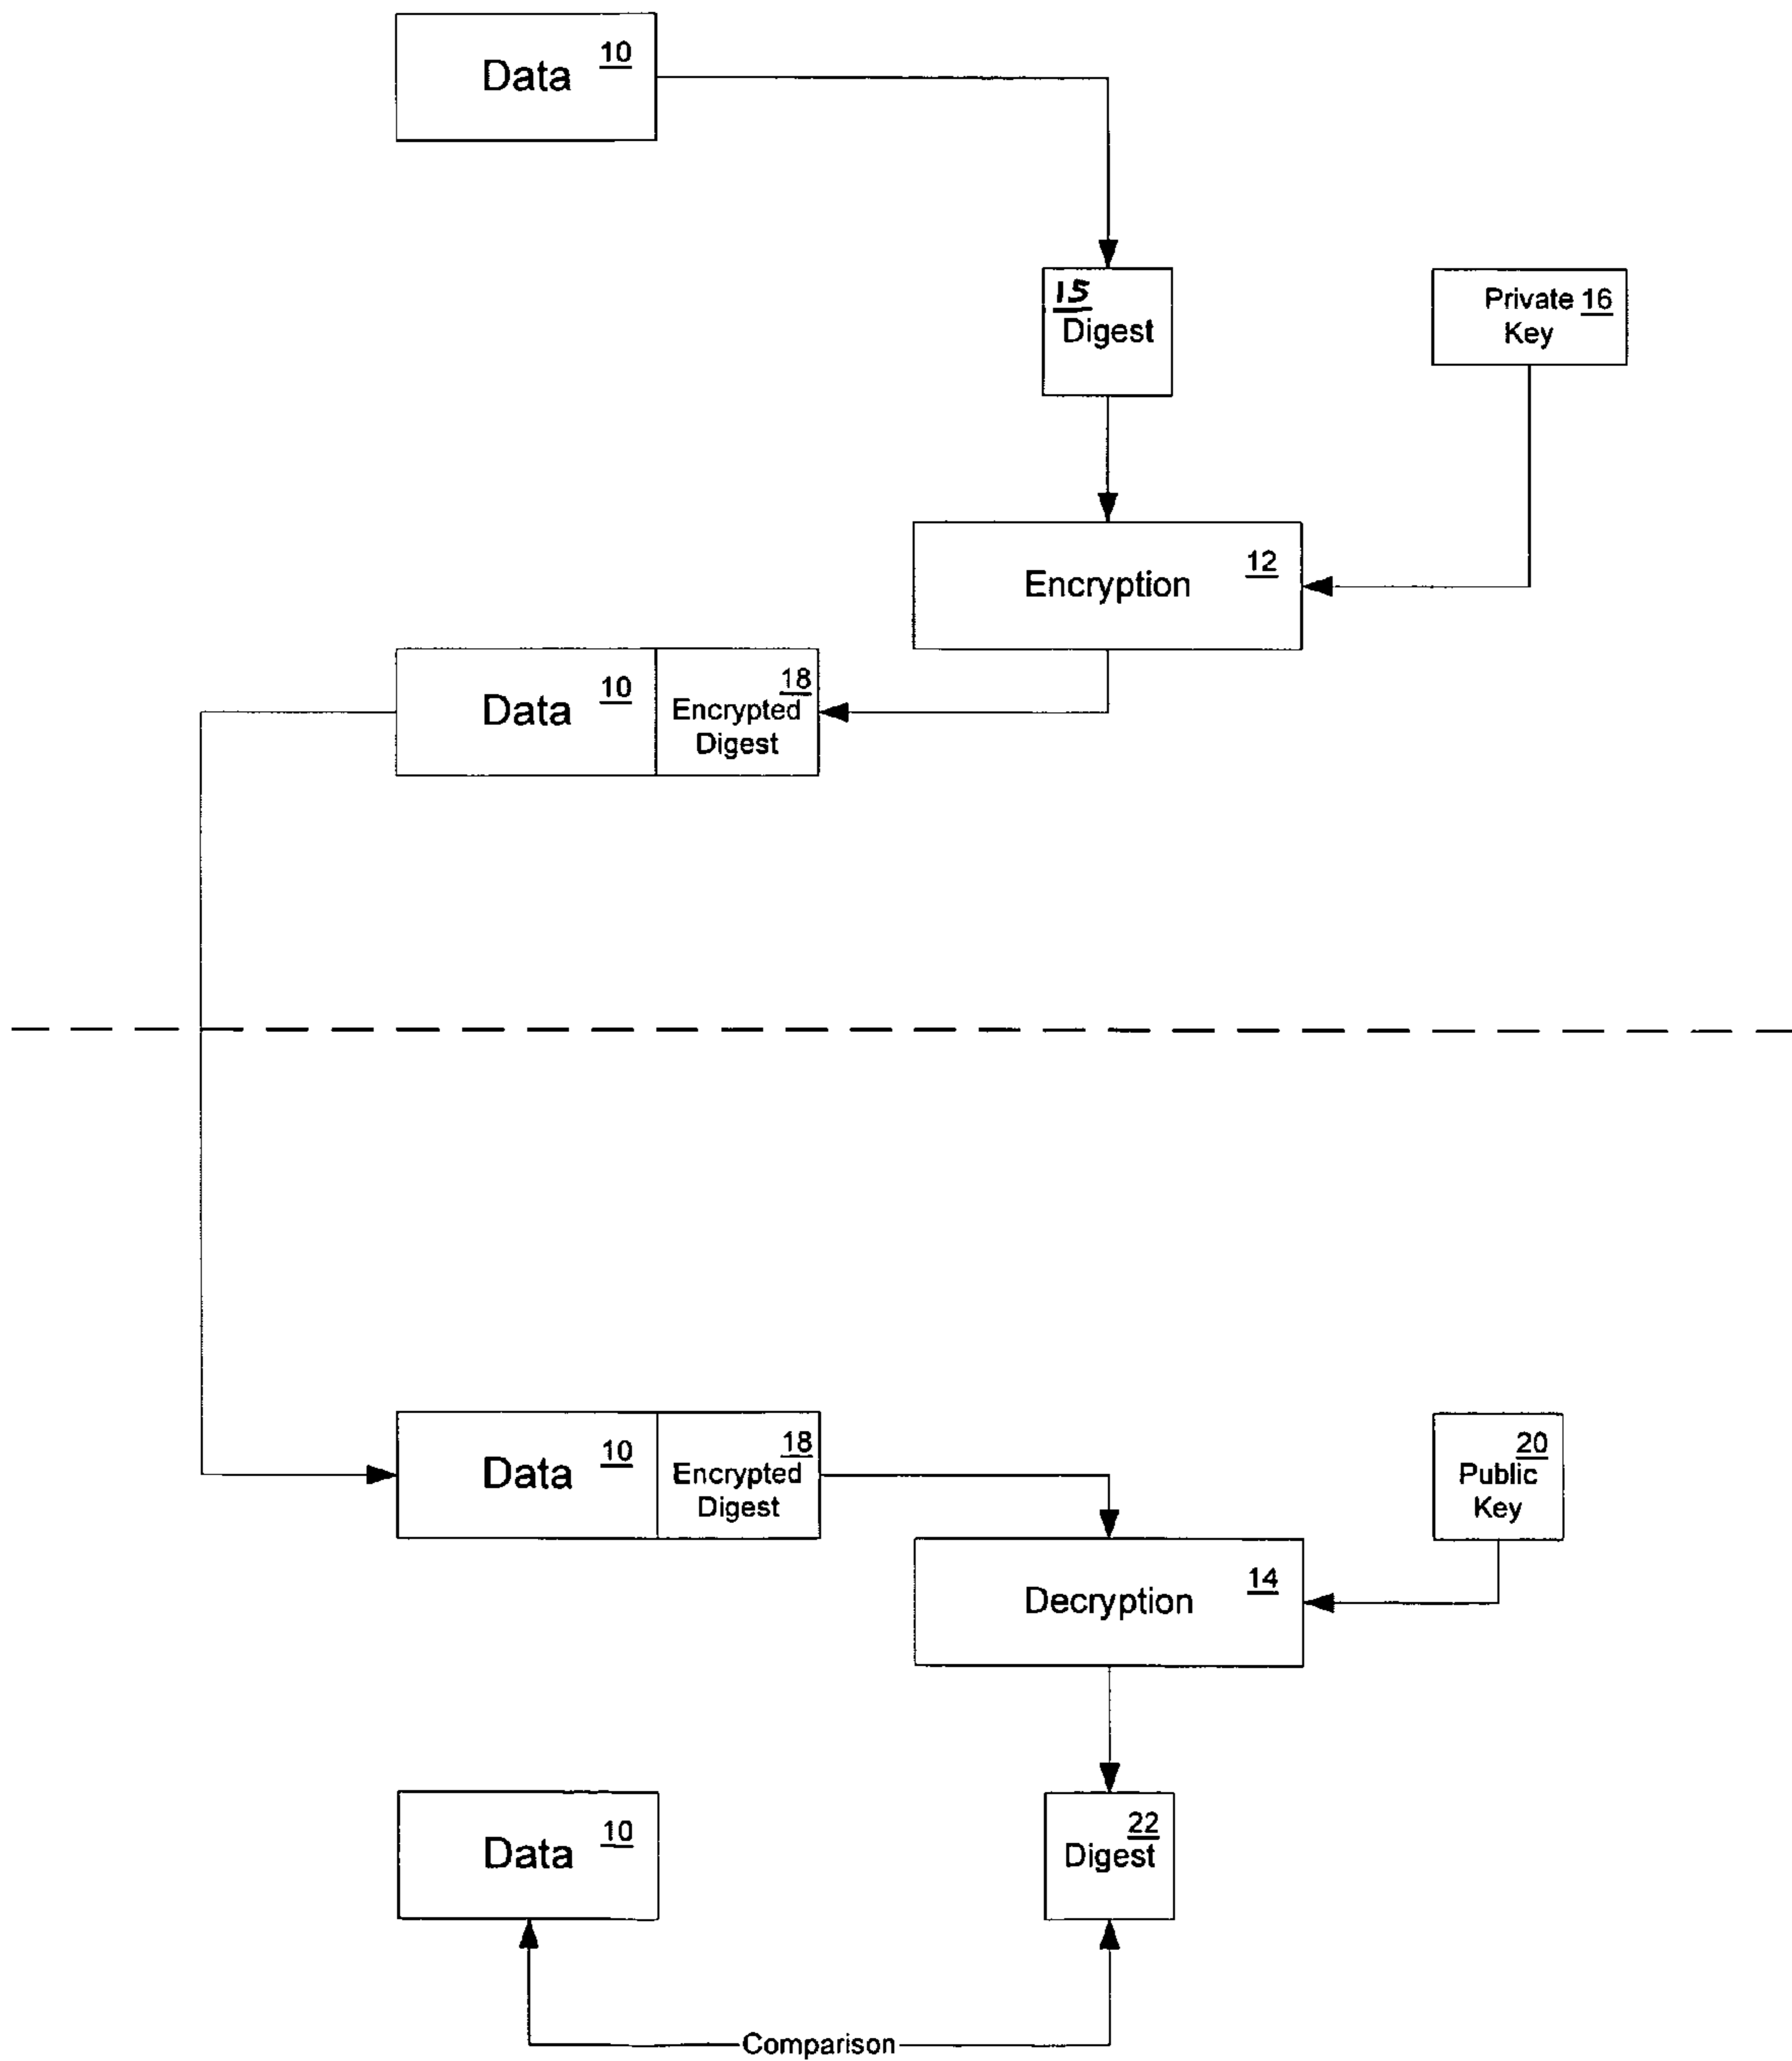 Data 10
15
Digest
Private 16
Key
Encryption 12
Data 10
18
Encrypted
Digest
Data 10
18
Encrypted
Digest
20
Public
Key
Decryption 14
Data 10
22
Digest
Comparison